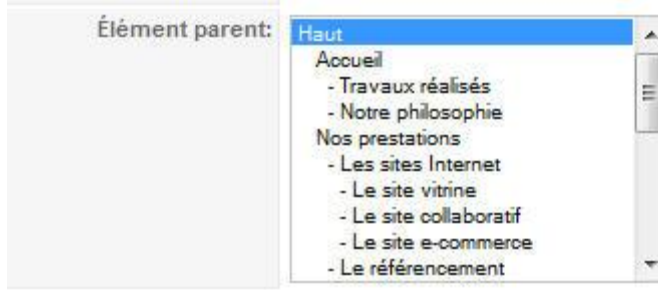 Élément parent:
Haut
Accueil
- Travaux réalisés
- Notre philosophie
Nos prestations
- Les sites Internet
- Le site vitrine
- Le site collaboratif
- Le site e-commerce
- Le référencement